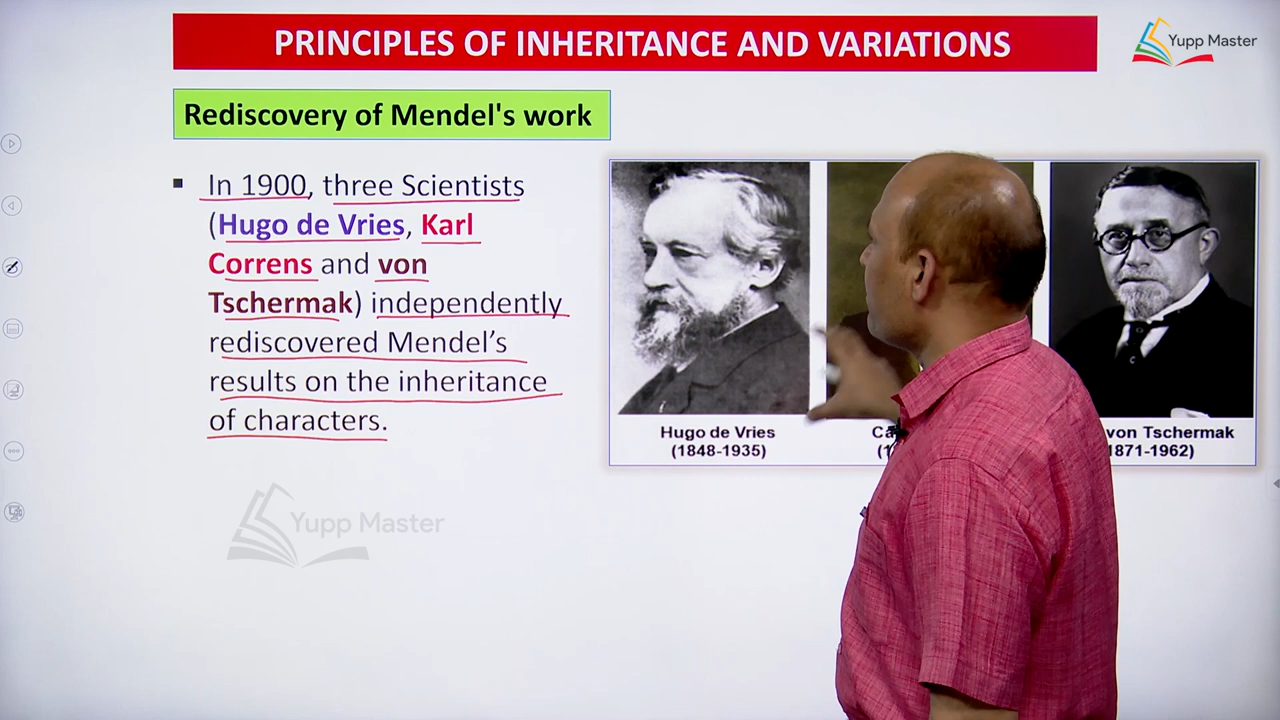 PRINCIPLES OF INHERITANCE AND VARIATIONS
Yupp Master
Rediscovery of Mendel's work
▪ In 1900, three Scientists
(Hugo de Vries, Karl
Correns and von
Tschermak) independently
rediscovered Mendel’s
results on the inheritance
of characters.
Hugo de Vries
(1848-1935)
von Tschermak
1871-1962)
Yupp Master